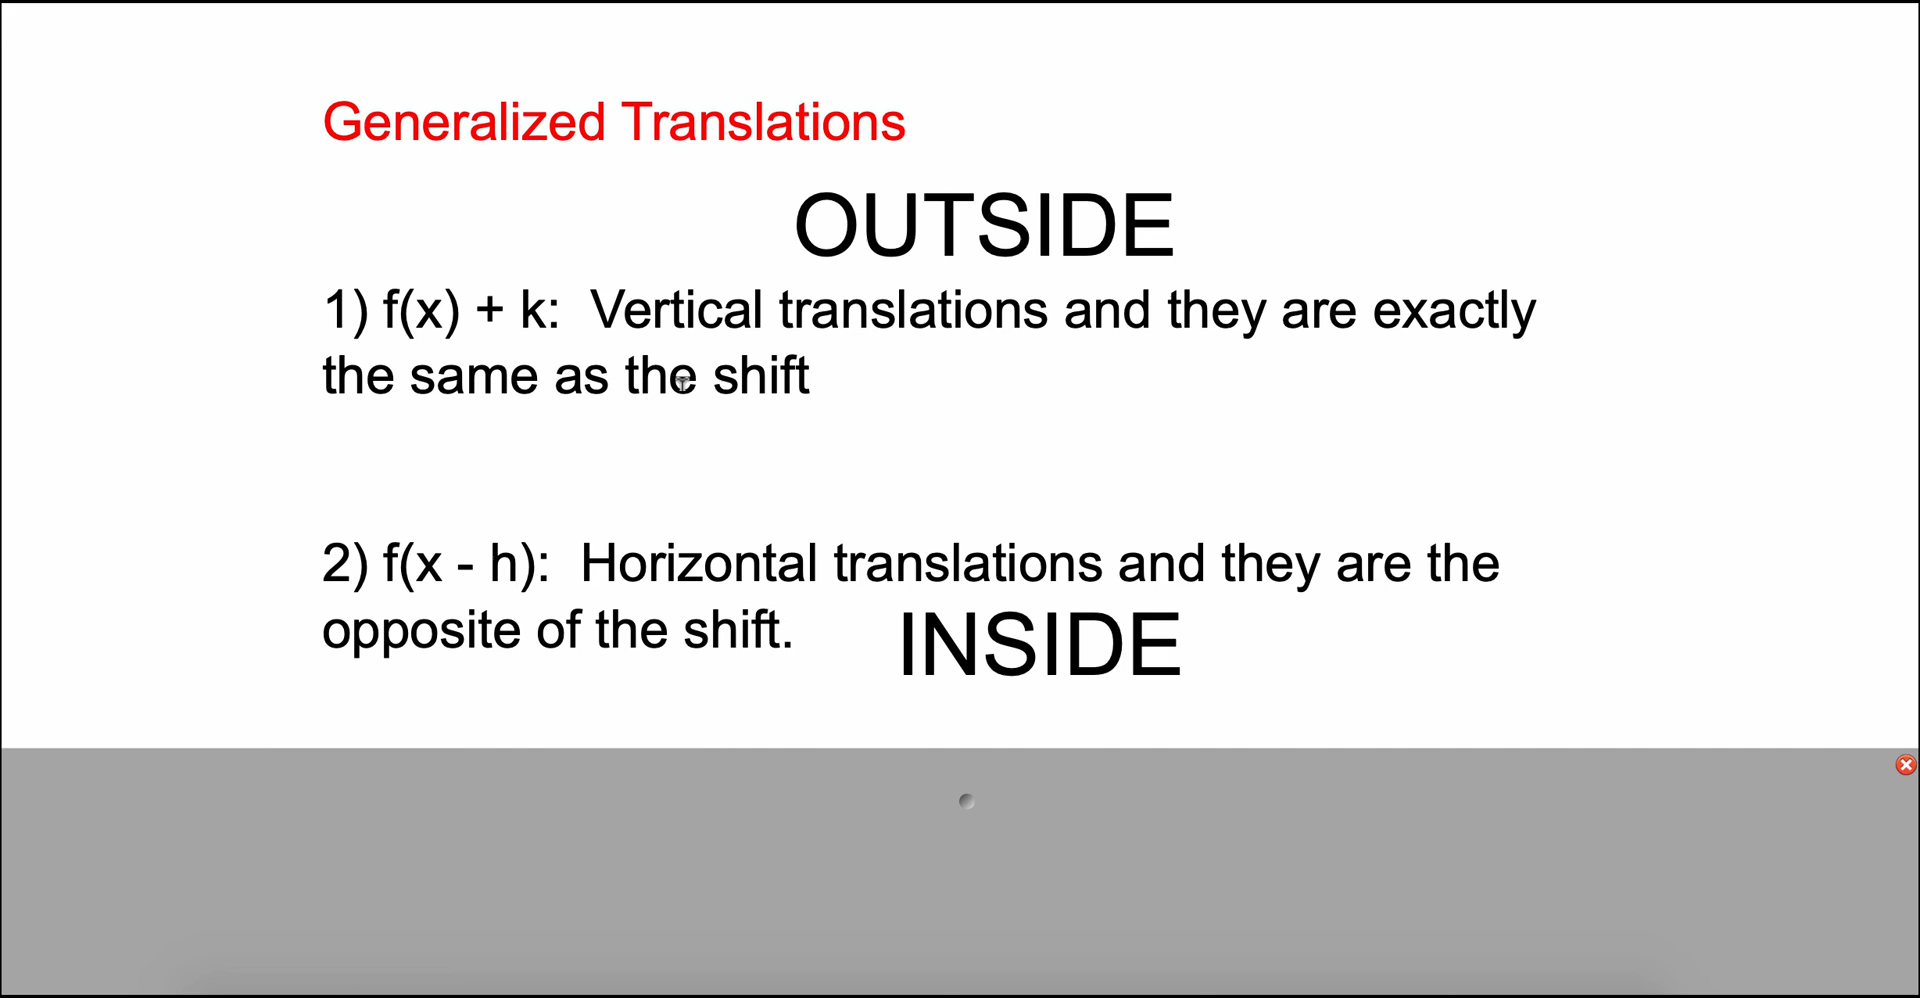 Generalized Translations
OUTSIDE
1) f(x) + k:  Vertical translations and they are exactly
the same as the shift
2) f(x - h):  Horizontal translations and they are the
opposite of the shift.
INSIDE